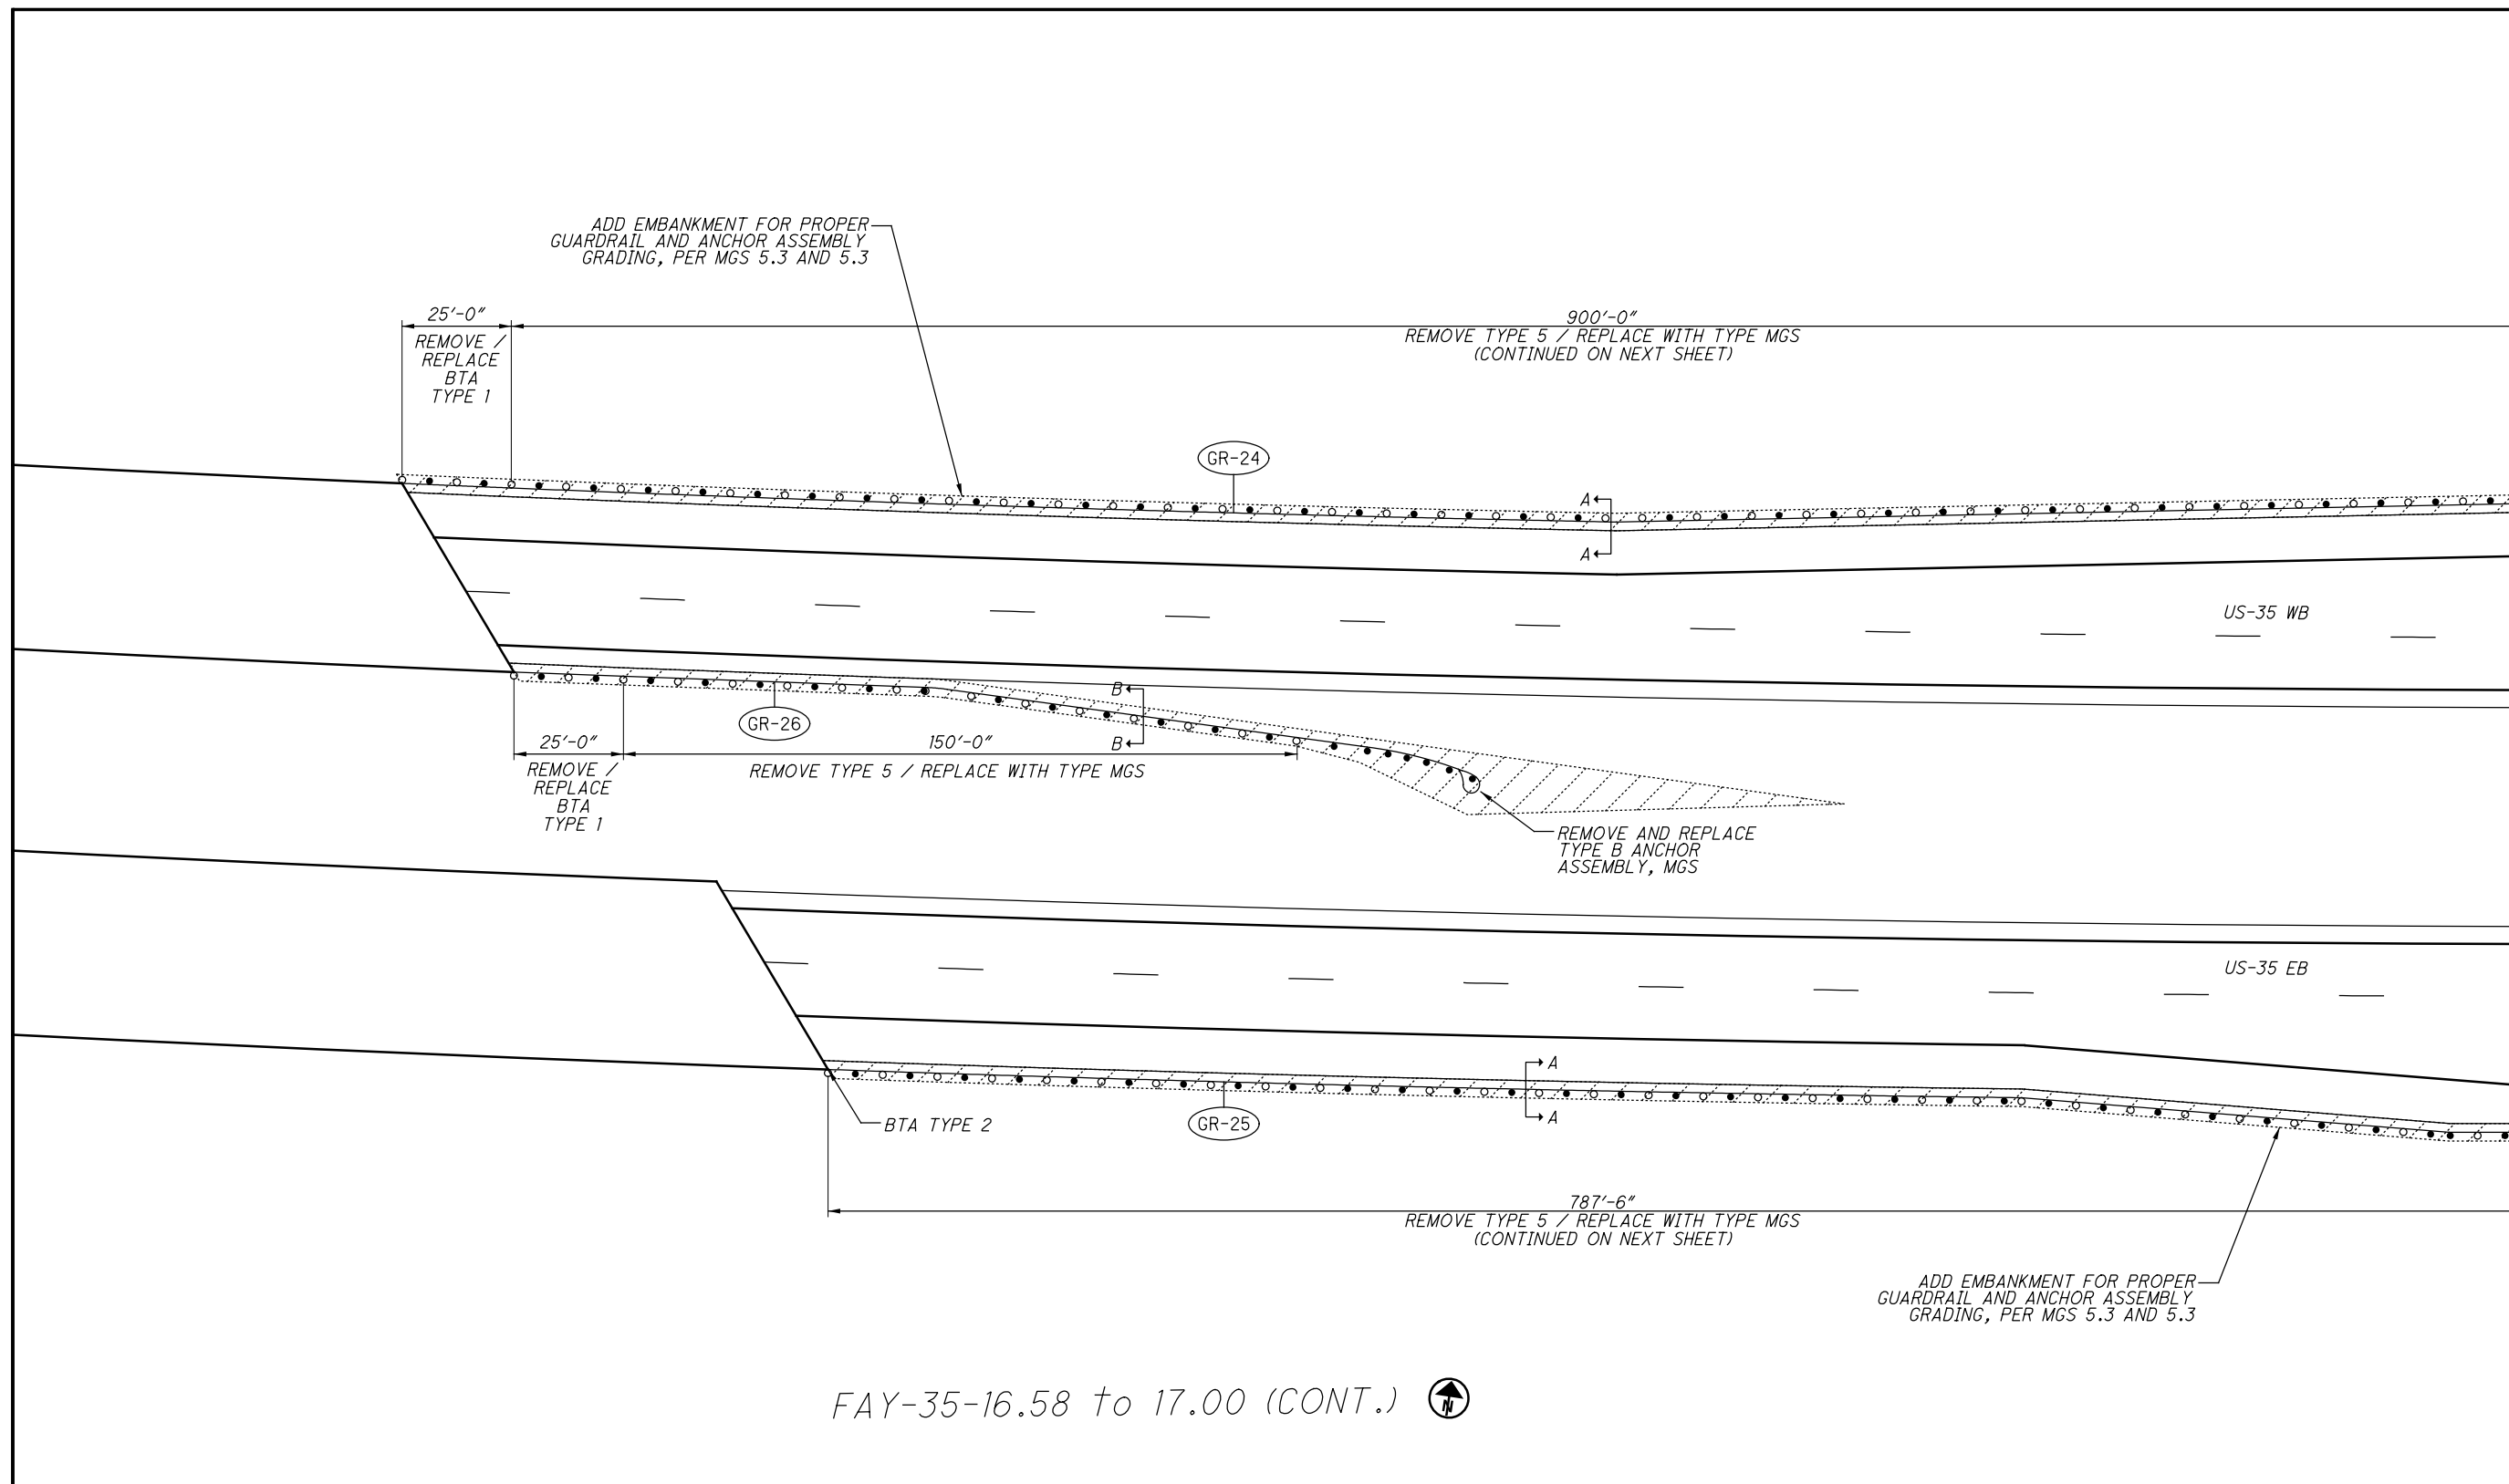 ADD EMBANKMENT FOR PROPER
GUARDRAIL AND ANCHOR ASSEMBLY
GRADING, PER MGS 5.3 AND 5.3
25'-0"
REMOVE /
REPLACE
BTA
TYPE 1
900'-0"
REMOVE TYPE 5 / REPLACE WITH TYPE MGS
(CONTINUED ON NEXT SHEET)
GR-24
A
A
US-35 WB
B
B
GR-26
25'-0"
REMOVE /
REPLACE
BTA
TYPE 1
150'-0"
REMOVE TYPE 5 / REPLACE WITH TYPE MGS
REMOVE AND REPLACE
TYPE B ANCHOR
ASSEMBLY, MGS
US-35 EB
A
A
BTA TYPE 2
GR-25
787'-6"
REMOVE TYPE 5 / REPLACE WITH TYPE MGS
(CONTINUED ON NEXT SHEET)
ADD EMBANKMENT FOR PROPER
GUARDRAIL AND ANCHOR ASSEMBLY
GRADING, PER MGS 5.3 AND 5.3
FAY-35-16.58 to 17.00 (CONT.)
N